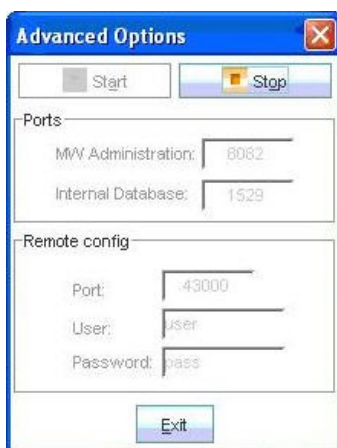 Advanced Options
Start Stop
Ports
MW Administration: 8082
Internal Database: 1529
Remote config
Port: 43000
User: user
Password: pass
Exit